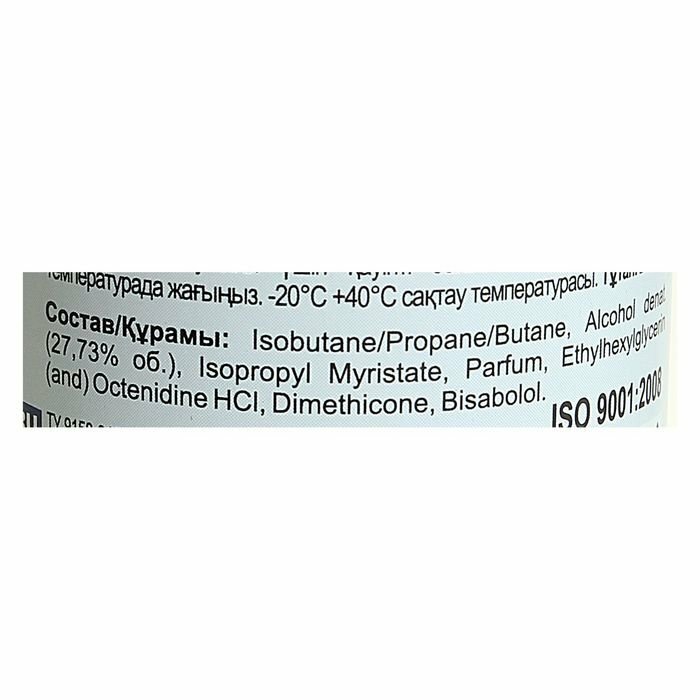 температурада жағыңыз. -20°C +40°C сақтау температурасы.
Состав/Құрамы: Isobutane/Propane/Butane, Alcohol denat.
(27,73% об.), Isopropyl Myristate, Parfum, Ethylhexylglycerin
(and) Octenidine HCl, Dimethicone, Bisabolol.
ISO 9001:2008